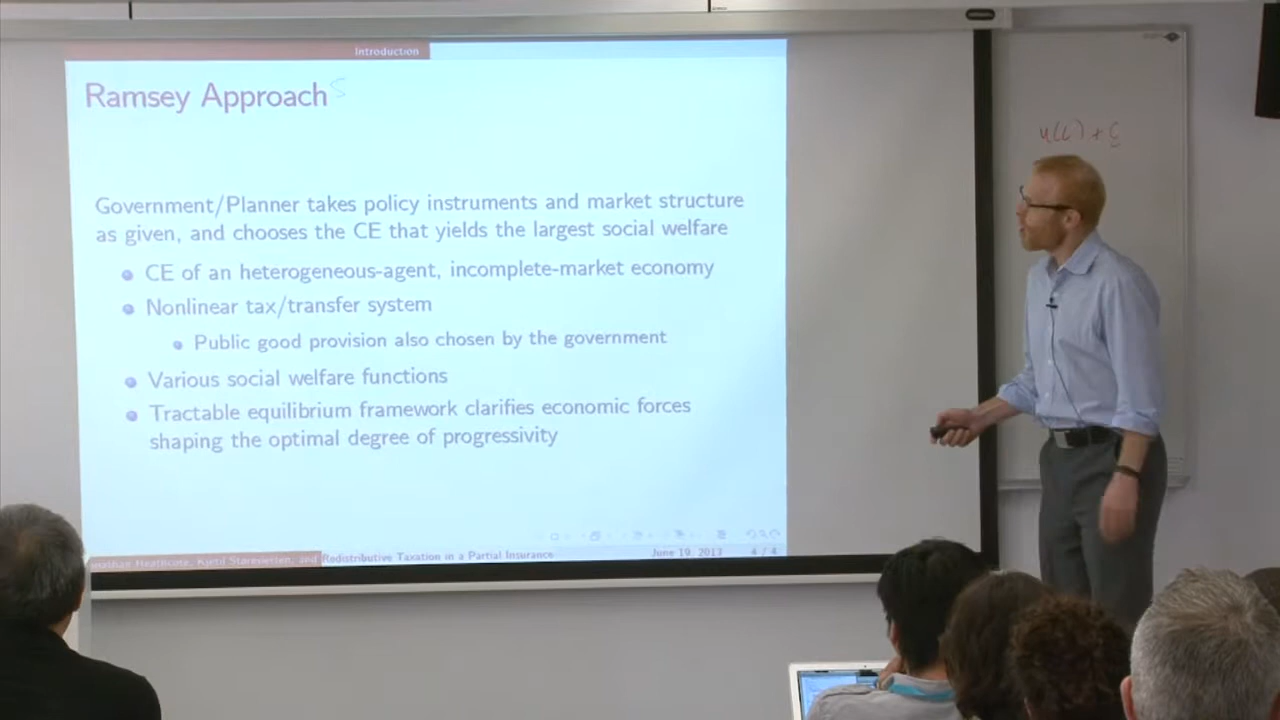 Introduction
Ramsey Approach
Government/Planner takes policy instruments and market structure
as given, and chooses the CE that yields the largest social welfare
CE of an heterogeneous-agent, incomplete-market economy
Nonlinear tax/transfer system
Public good provision also chosen by the government
Various social welfare functions
Tractable equilibrium framework clarifies economic forces
shaping the optimal degree of progressivity
Redistributive Taxation in a Partial Insurance
June 19, 2013 4 / 4